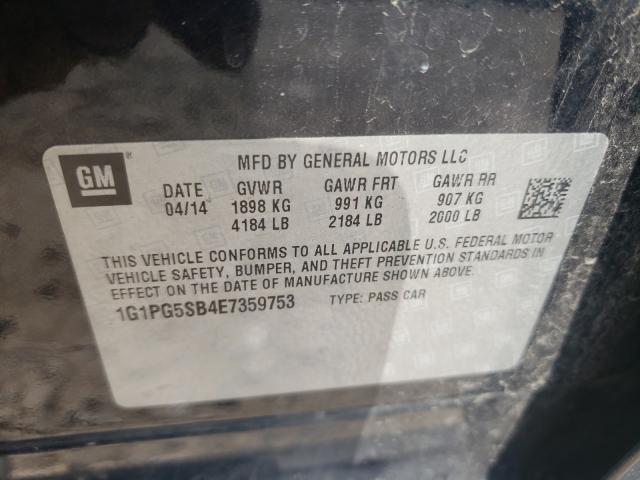 GM
MFD BY GENERAL MOTORS LLC
DATE GVWR GAWR FRT GAWR RR
04/14 1898 KG 991 KG 907 KG
4184 LB 2184 LB 2000 LB
THIS VEHICLE CONFORMS TO ALL APPLICABLE U.S. FEDERAL MOTOR
VEHICLE SAFETY, BUMPER, AND THEFT PREVENTION STANDARDS IN
EFFECT ON THE DATE OF MANUFACTURE SHOWN ABOVE.
1G1PG5SB4E7359753 TYPE: PASS CAR